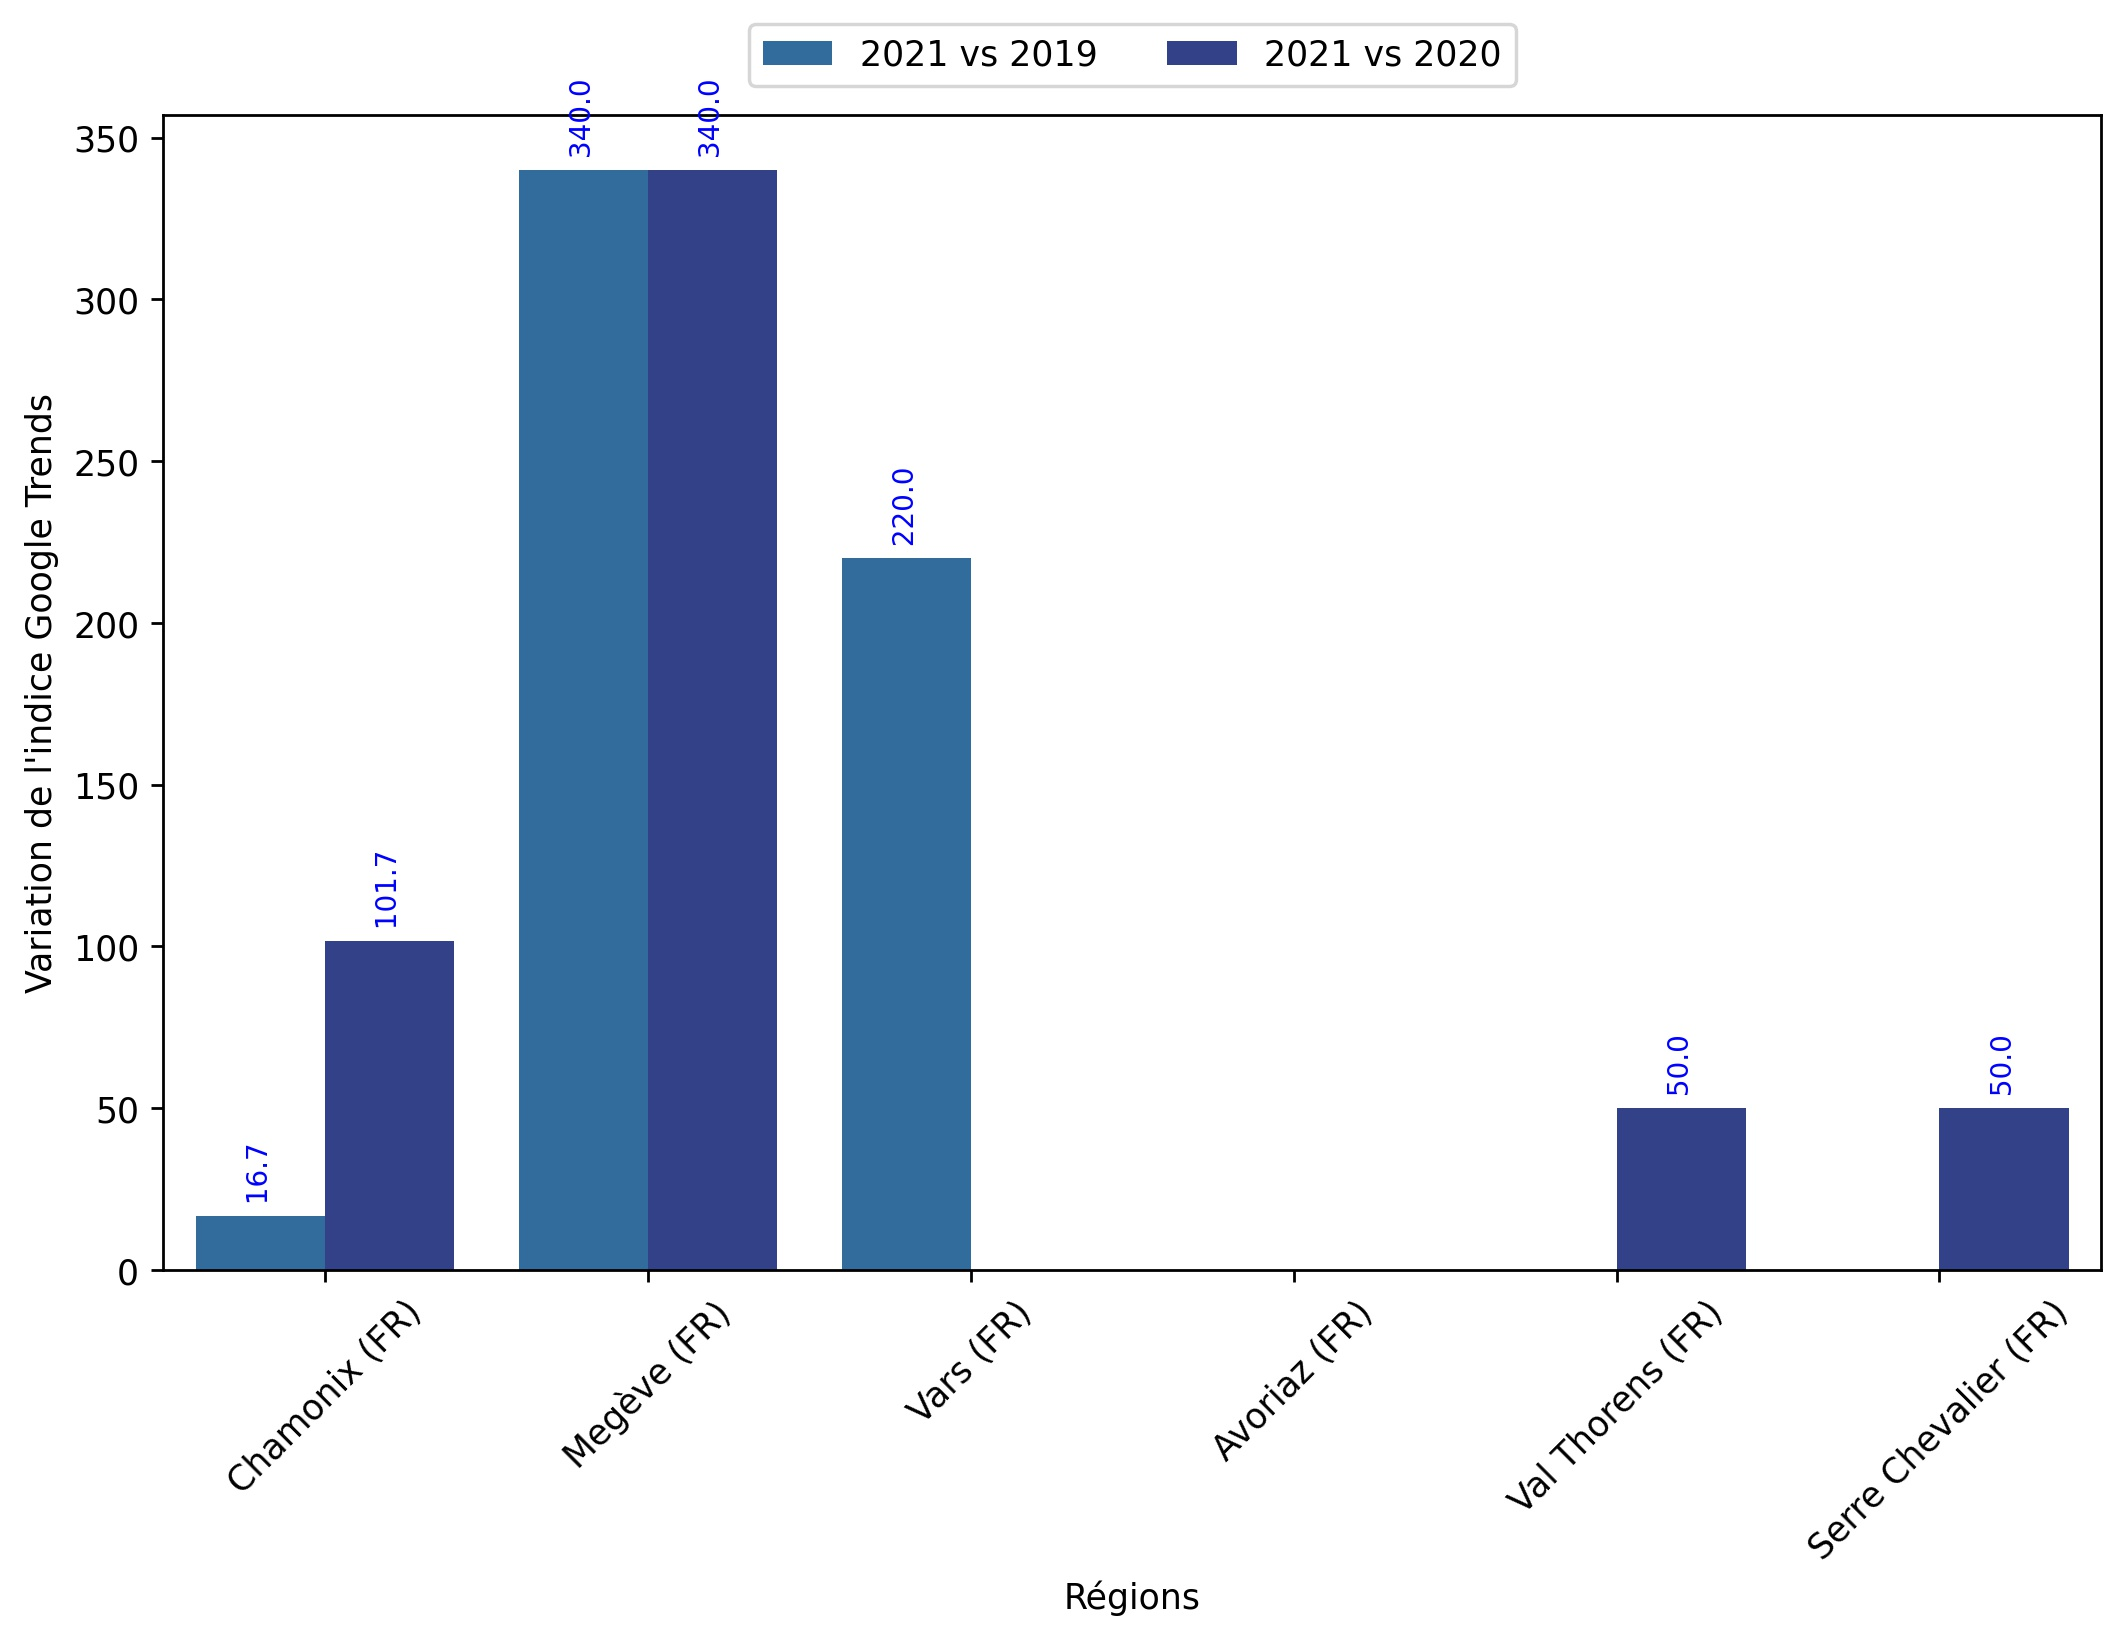 2021 vs 2019
2021 vs 2020
Variation de l'indice Google Trends
350
300
250
200
150
100
50
0
16.7
101.7
340.0
340.0
220.0
50.0
50.0
Chamonix (FR)
Megève (FR)
Vars (FR)
Avoriaz (FR)
Val Thorens (FR)
Serre Chevalier (FR)
Régions